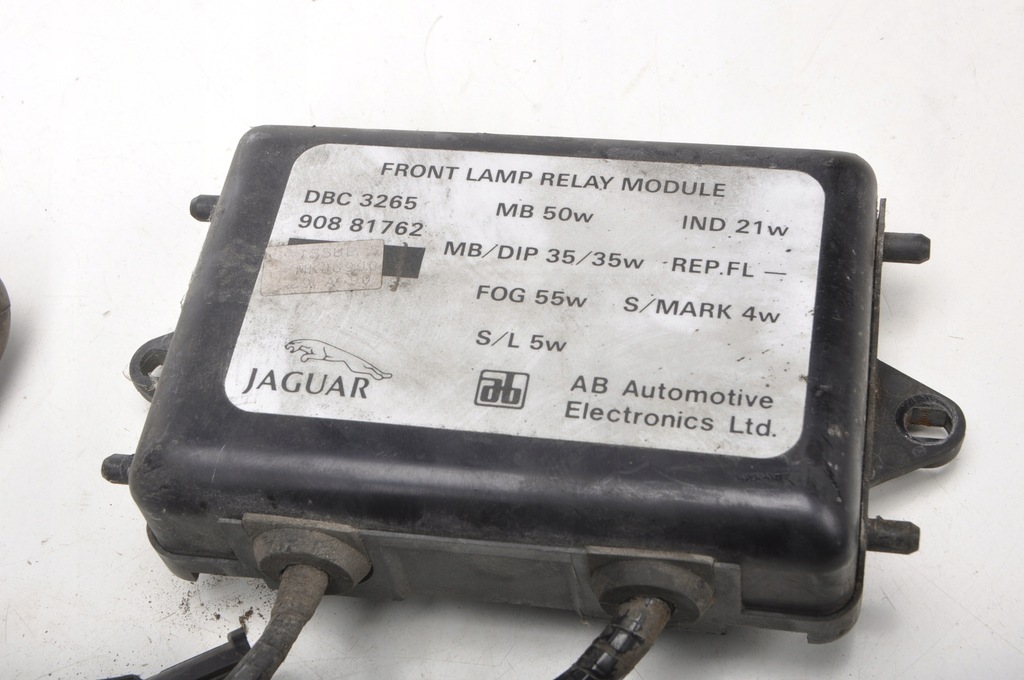 FRONT LAMP RELAY MODULE
DBC 3265 MB 50w IND 21w
908 81762
MB/DIP 35/35w REP.FL —
FOG 55w S/MARK 4w
S/L 5w
JAGUAR ab AB Automotive
Electronics Ltd.